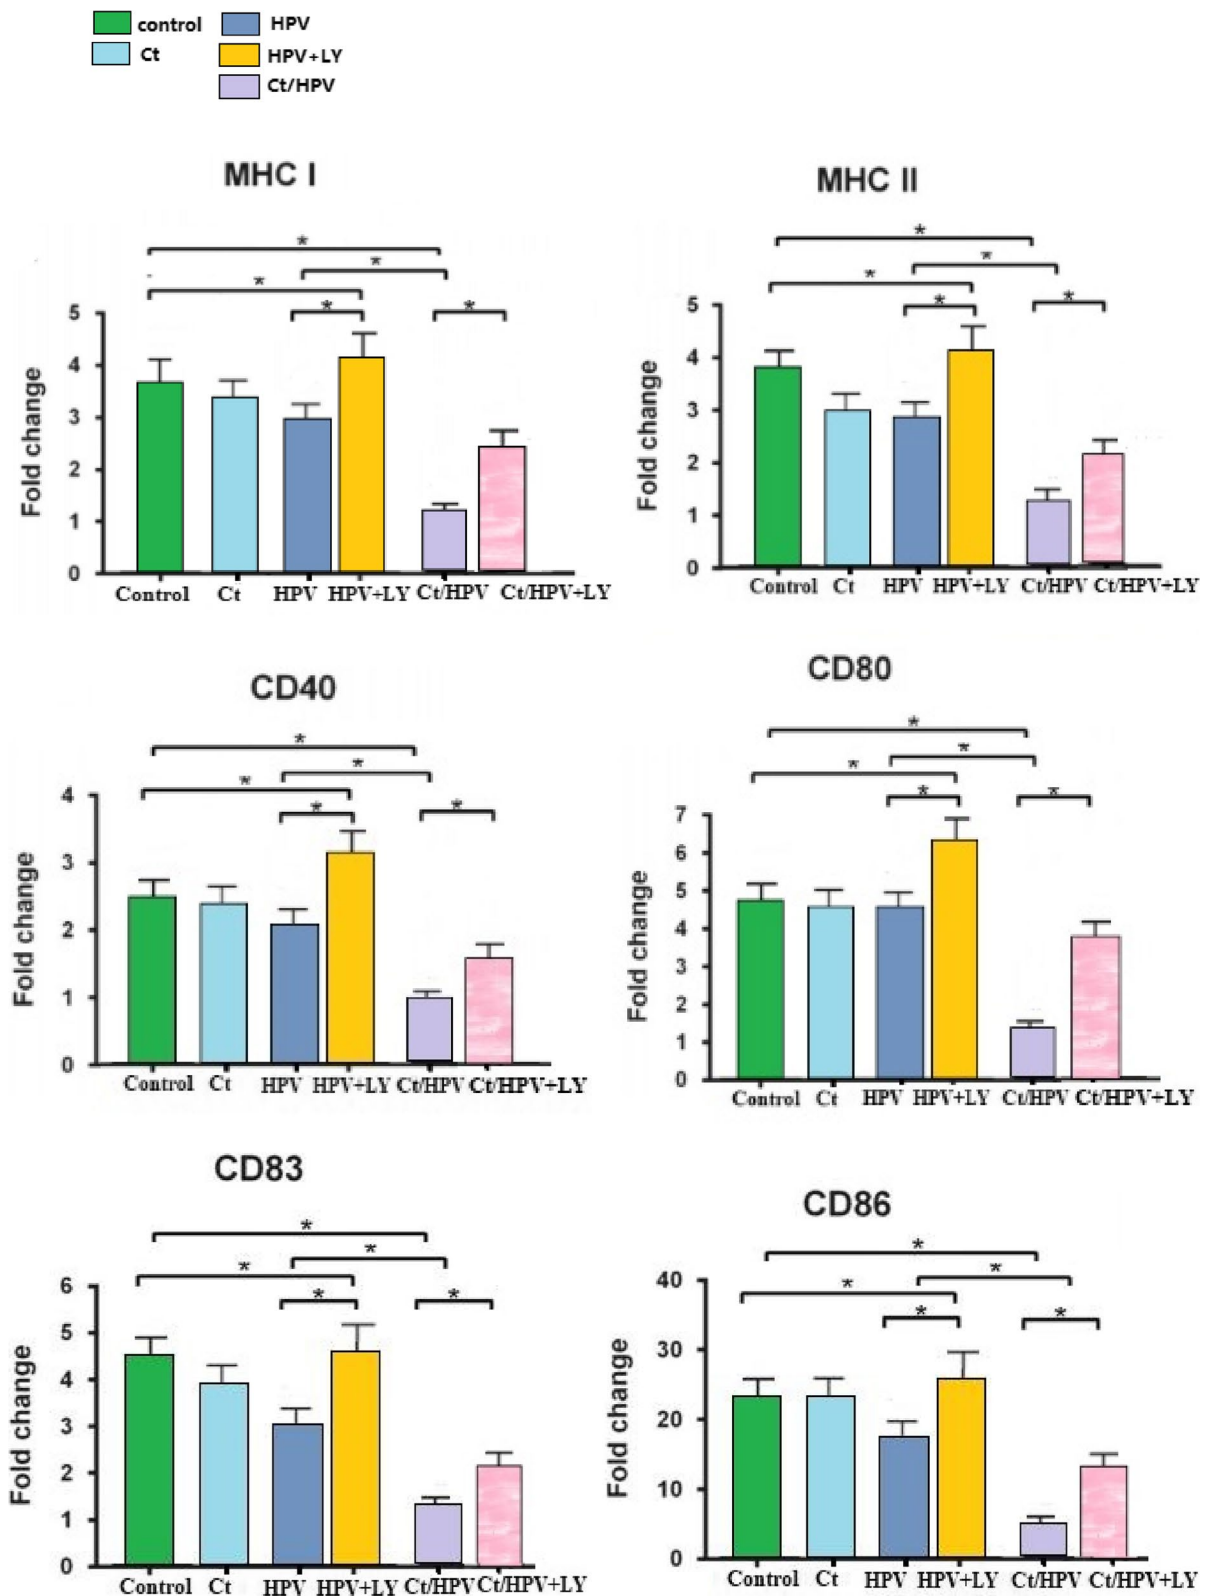 control
HPV
Ct
HPV+LY
Ct/HPV
MHC I
*
*
*
*
*
Fold change
5
4
3
2
1
0
Control Ct HPV HPV+LY Ct/HPV Ct/HPV+LY
MHC II
*
*
*
*
*
Fold change
5
4
3
2
1
0
Control Ct HPV HPV+LY Ct/HPV Ct/HPV+LY
CD40
*
*
*
*
*
Fold change
4
3
2
1
0
Control Ct HPV HPV+LY Ct/HPV Ct/HPV+LY
CD80
*
*
*
*
*
Fold change
7
6
5
4
3
2
1
0
Control Ct HPV HPV+LY Ct/HPV Ct/HPV+LY
CD83
*
*
*
*
*
Fold change
6
5
4
3
2
1
0
Control Ct HPV HPV+LY Ct/HPV Ct/HPV+LY
CD86
*
*
*
*
*
Fold change
40
30
20
10
0
Control Ct HPV HPV+LY Ct/HPV Ct/HPV+LY